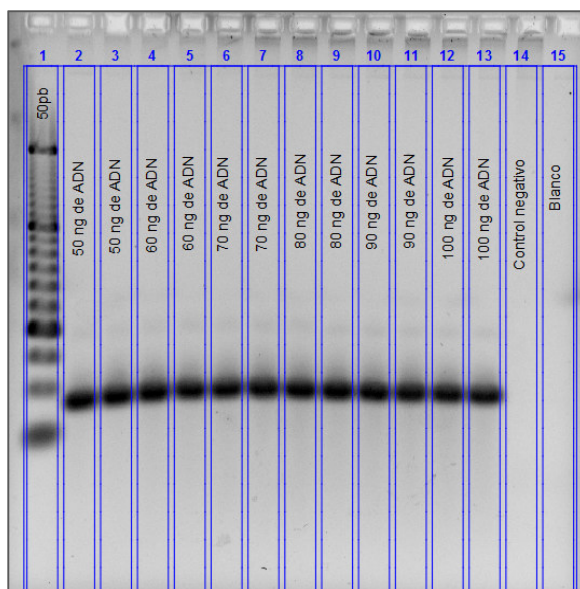 1 2 3 4 5 6 7 8 9 10 11 12 13 14 15
50pb
50 ng de ADN
50 ng de ADN
60 ng de ADN
60 ng de ADN
70 ng de ADN
70 ng de ADN
80 ng de ADN
80 ng de ADN
90 ng de ADN
90 ng de ADN
100 ng de ADN
100 ng de ADN
Control negativo
Blanco